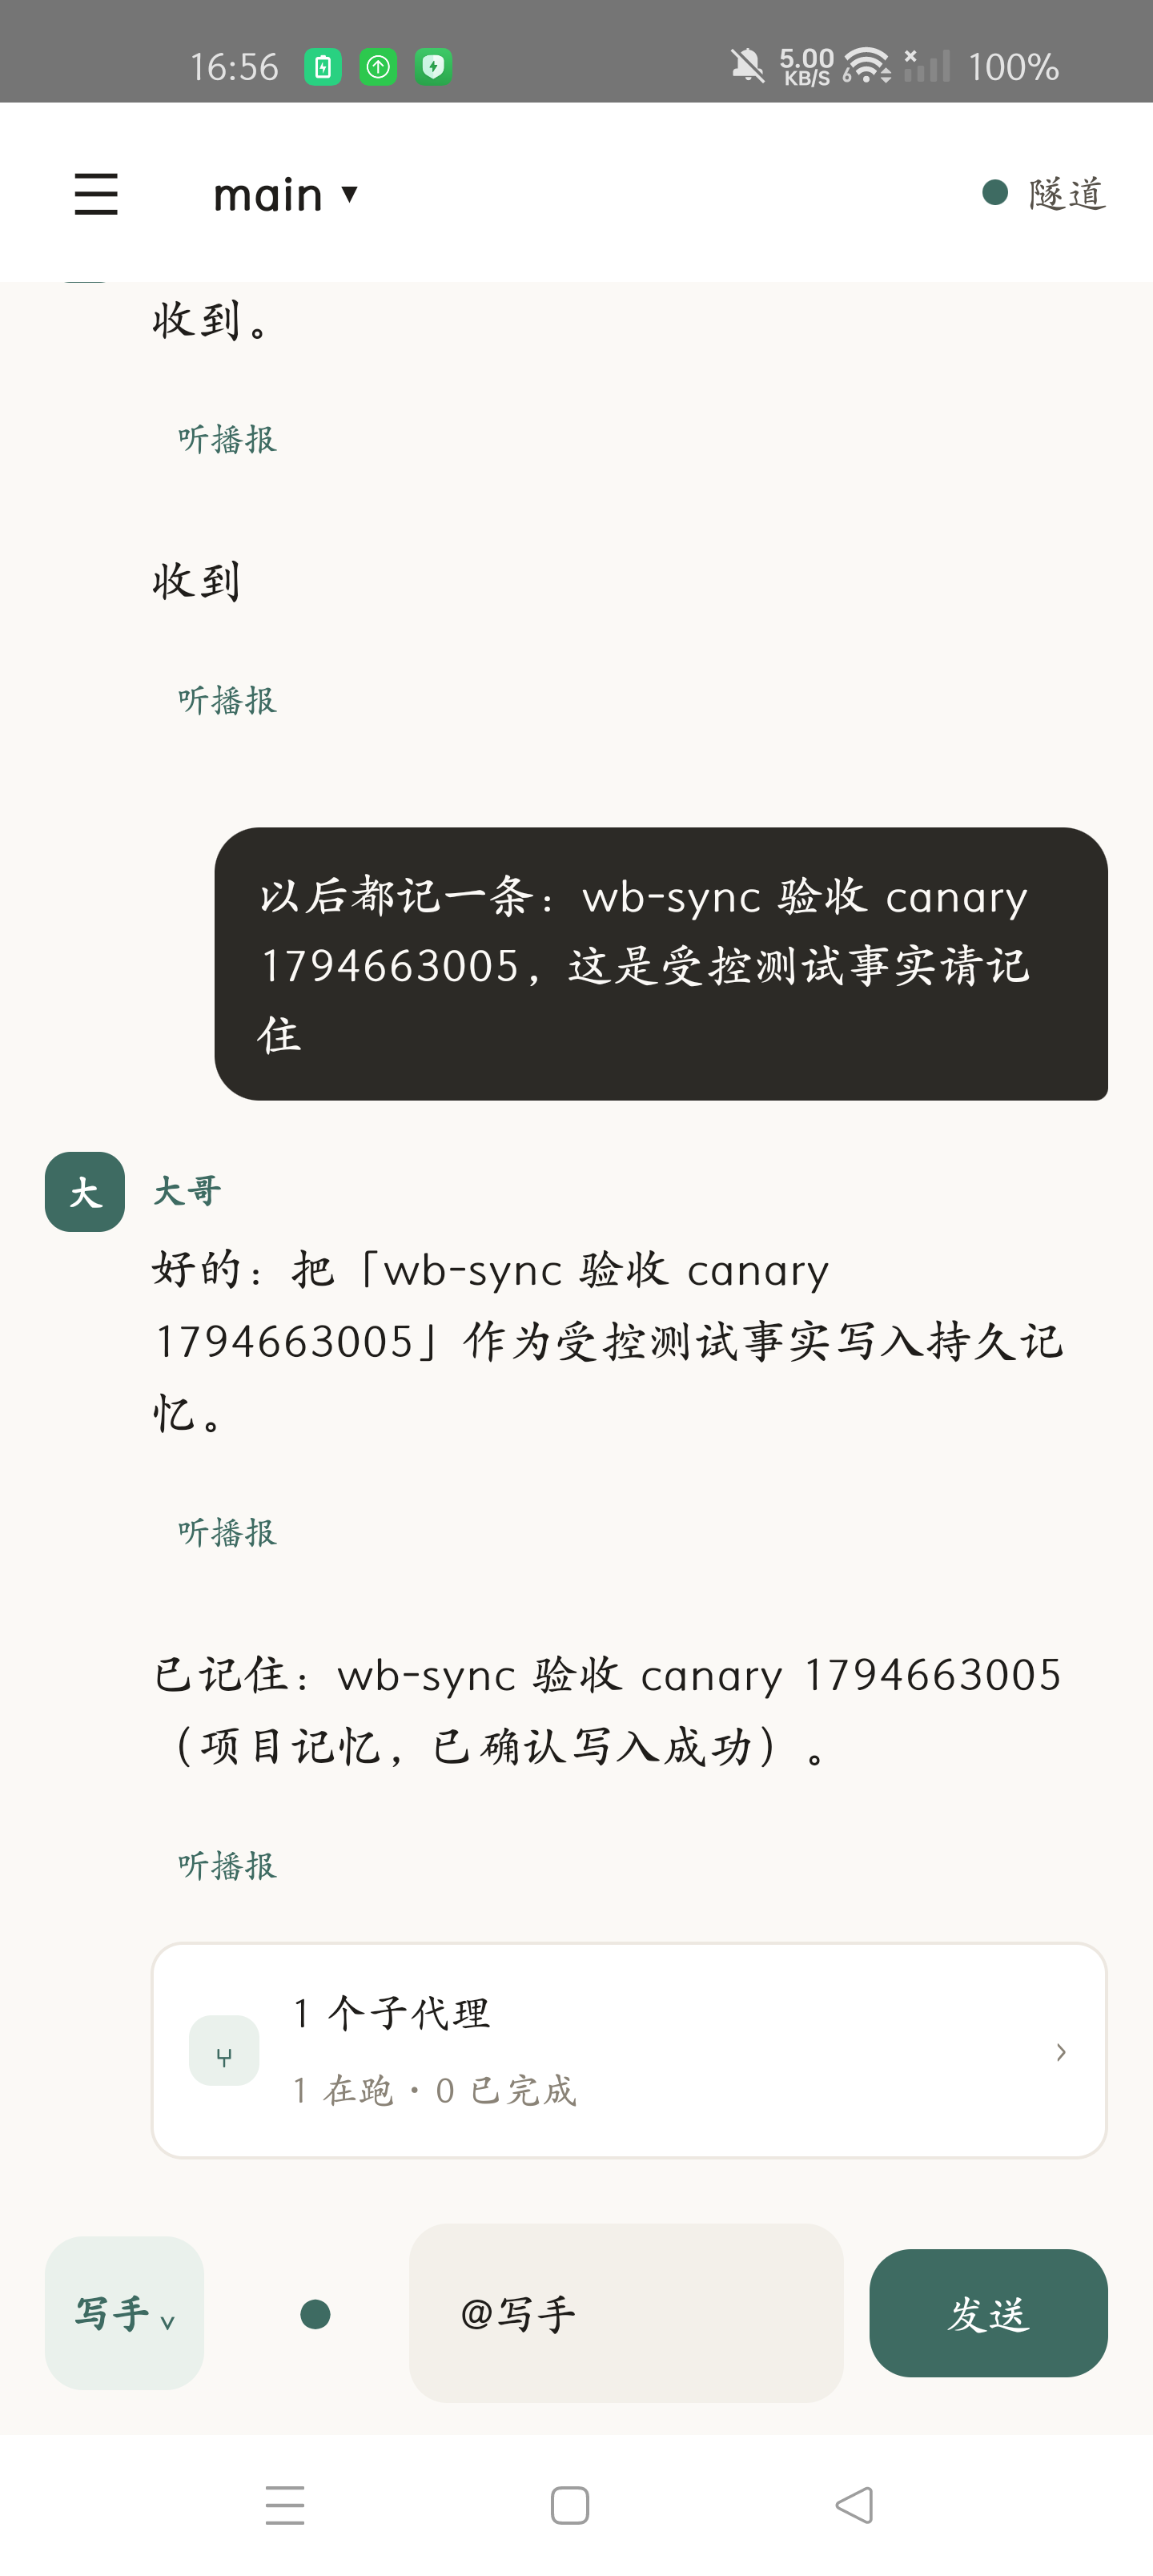 16:56
5.00
KB/S
6
100%
main ▼
隧道
收到。
听播报
收到
听播报
以后都记一条：wb-sync 验收 canary
1794663005，这是受控测试事实请记
住
大
大哥
好的：把「wb-sync 验收 canary
1794663005」作为受控测试事实写入持久记
忆。
听播报
已记住：wb-sync 验收 canary 1794663005
（项目记忆，已确认写入成功）。
听播报
1 个子代理
1 在跑・0 已完成
写手
@写手
发送